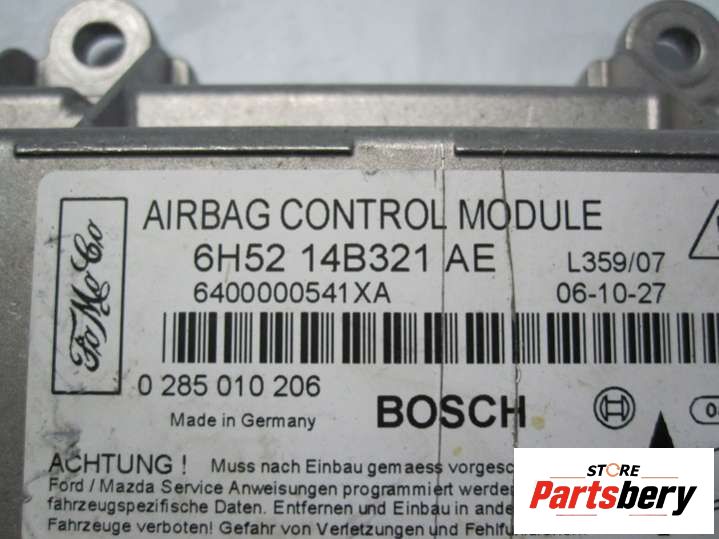 AIRBAG CONTROL MODULE
6H52 14B321 AE
L359/07
6400000541XA
06-10-27
FoMoCo
0 285 010 206
Made in Germany
BOSCH
ACHTUNG ! Muss nach Einbau gemaess
Ford / Mazda Service Anweisungen programmiert
fahrzeugspezifische Daten. Entfernen und Einbau in
Fahrzeuge verboten! Gefahr von Verletzungen und
STORE
Partsbery